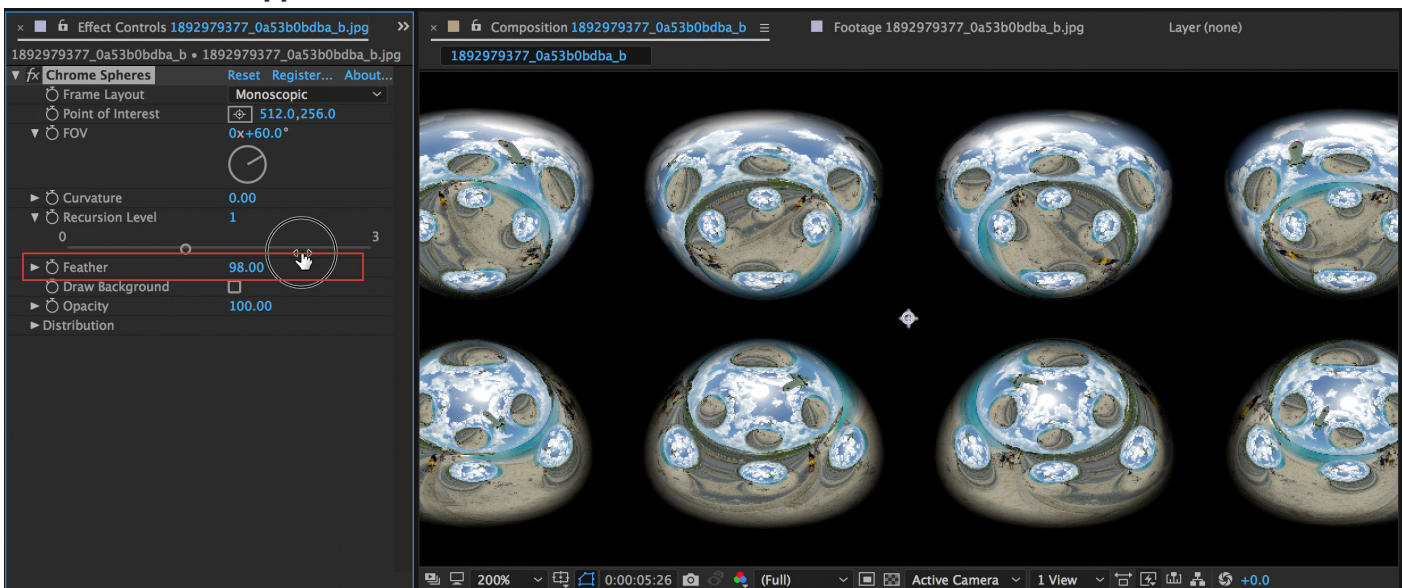 Effect Controls 1892979377_0a53b0bdba_b.jpg
1892979377_0a53b0bdba_b • 1892979377_0a53b0bdba_b.jpg
fx Chrome Spheres Reset Register... About...
Frame Layout Monoscopic
Point of Interest 512.0,256.0
FOV 0x+60.0°
Curvature 0.00
Recursion Level 1
0 3
Feather 98.00
Draw Background
Opacity 100.00
Distribution
Composition 1892979377_0a53b0bdba_b Footage 1892979377_0a53b0bdba_b.jpg Layer (none)
1892979377_0a53b0bdba_b
200% 0:00:05:26 (Full) Active Camera 1 View +0.0